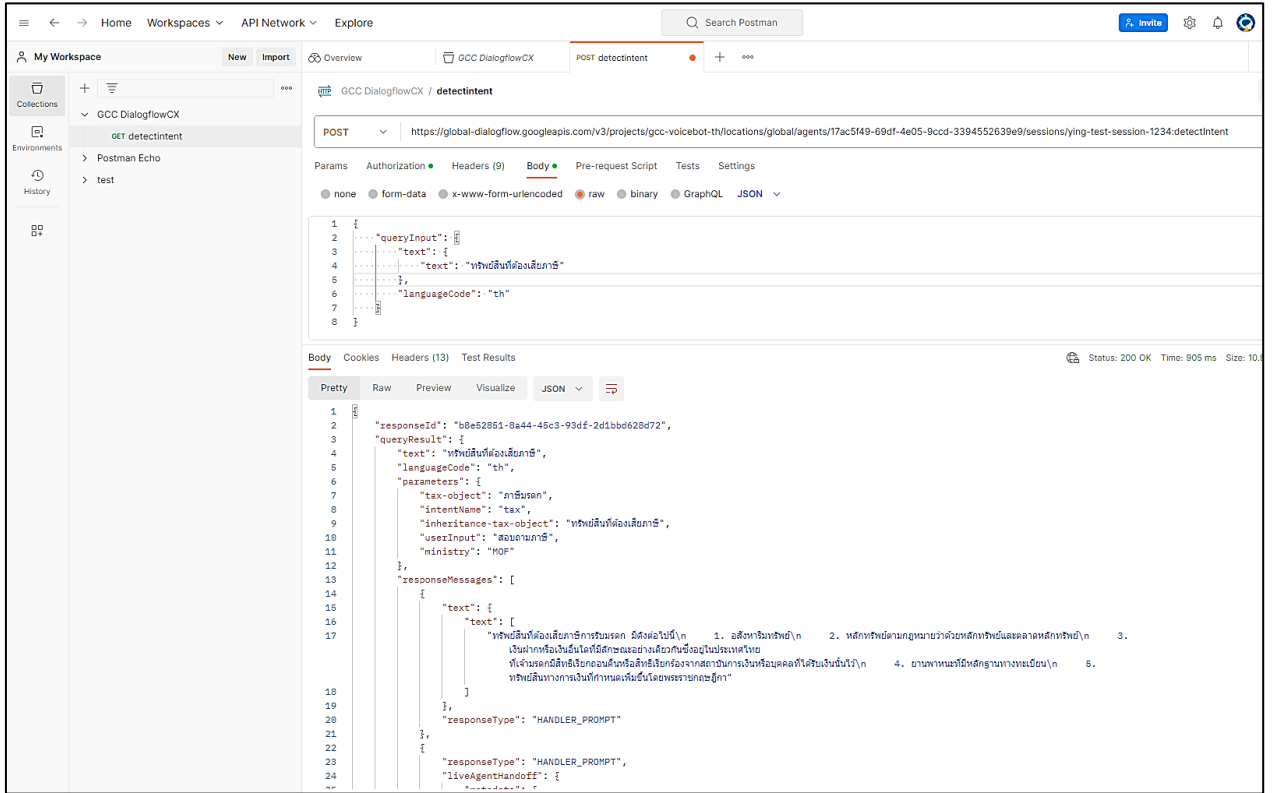 Home Workspaces API Network Explore Search Postman Invite
My Workspace New Import Overview GCC DialogflowCX POST detectintent
Collections
Environments
History
GCC DialogflowCX
GET detectintent
Postman Echo
test
HTTP GCC DialogflowCX / detectintent
POST https://global-dialogflow.googleapis.com/v3/projects/gcc-voicebot-th/locations/global/agents/17ac5f49-69df-4e05-9ccd-3394552639e9/sessions/ying-test-session-1234:detectIntent
Params Authorization Headers (9) Body Pre-request Script Tests Settings
none form-data x-www-form-urlencoded raw binary GraphQL JSON
1 {
2 "queryInput": {
3 "text": {
4 "text": "ทรัพย์สินที่ต้องเสียภาษี"
5 },
6 "languageCode": "th"
7 }
8 }
Body Cookies Headers (13) Test Results Status: 200 OK Time: 905 ms Size: 10.9
Pretty Raw Preview Visualize JSON
1 {
2 "responseId": "b8e52851-8a44-45c3-93df-2d1bbd628d72",
3 "queryResult": {
4 "text": "ทรัพย์สินที่ต้องเสียภาษี",
5 "languageCode": "th",
6 "parameters": {
7 "tax-object": "ภาษีมรดก",
8 "intentName": "tax",
9 "inheritance-tax-object": "ทรัพย์สินที่ต้องเสียภาษี",
10 "userInput": "สอบถามภาษี",
11 "ministry": "MOF"
12 },
13 "responseMessages": [
14 {
15 "text": {
16 "text": [
17 "ทรัพย์สินที่ต้องเสียภาษีการรับมรดก มีดังต่อไปนี้\n 1. อสังหาริมทรัพย์\n 2. หลักทรัพย์ตามกฎหมายว่าด้วยหลักทรัพย์และตลาดหลักทรัพย์\n 3.
เงินฝากหรือเงินอื่นใดที่มีลักษณะอย่างเดียวกันซึ่งอยู่ในประเทศไทย
ที่เจ้ามรดกมีสิทธิเรียกถอนคืนหรือสิทธิเรียกร้องจากสถาบันการเงินหรือบุคคลที่ได้รับเงินนั้นไว้\n 4. ยานพาหนะที่มีหลักฐานทางทะเบียน\n 5.
ทรัพย์สินทางการเงินที่กำหนดเพิ่มขึ้นโดยพระราชกฤษฎีกา"
18 ]
19 },
20 "responseType": "HANDLER_PROMPT"
21 },
22 {
23 "responseType": "HANDLER_PROMPT",
24 "liveAgentHandoff": {
25 "metadata": {